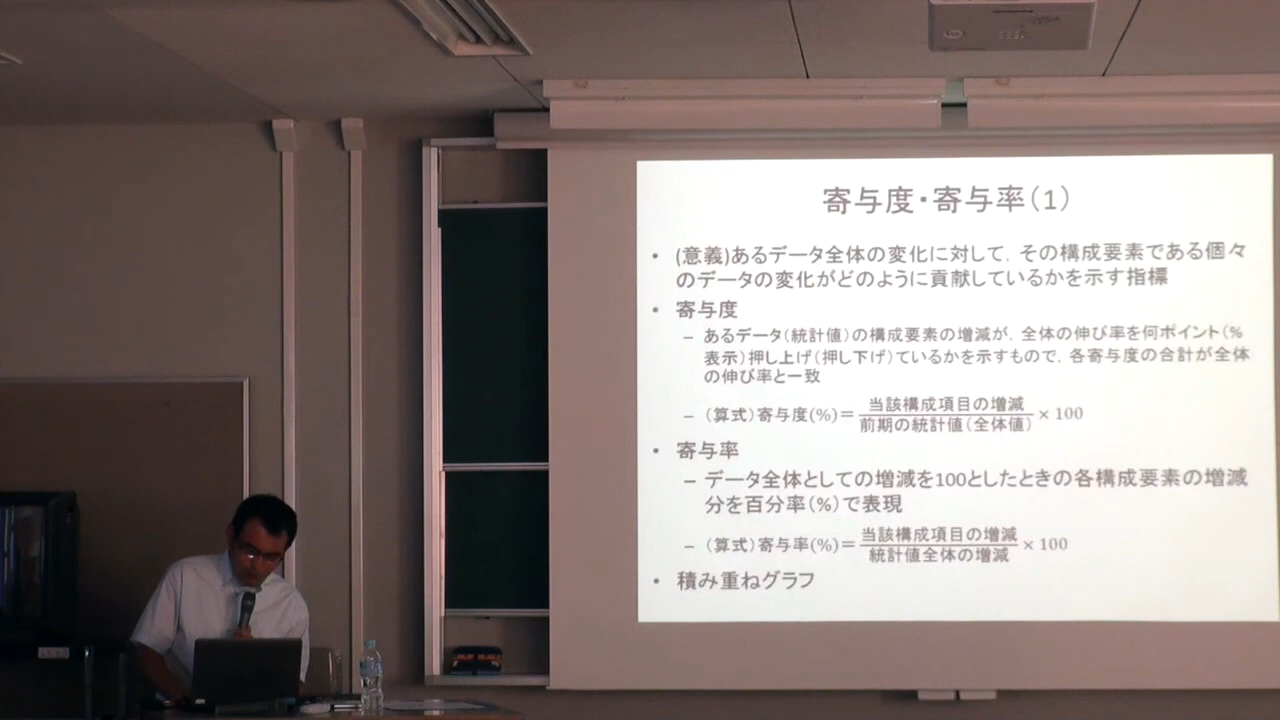 寄与度・寄与率(1)
• (意義)あるデータ全体の変化に対して, その構成要素である個々
のデータの変化がどのように貢献しているかを示す指標
• 寄与度
– あるデータ(統計値)の構成要素の増減が, 全体の伸び率を何ポイント(%
表示)押し上げ(押し下げ)ているかを示すもので, 各寄与度の合計が全体
の伸び率と一致
– (算式)寄与度(%)=当該構成項目の増減/前期の統計値(全体値)×100
• 寄与率
– データ全体としての増減を100としたときの各構成要素の増減
分を百分率(%)で表現
– (算式)寄与率(%)=当該構成項目の増減/統計値全体の増減×100
• 積み重ねグラフ